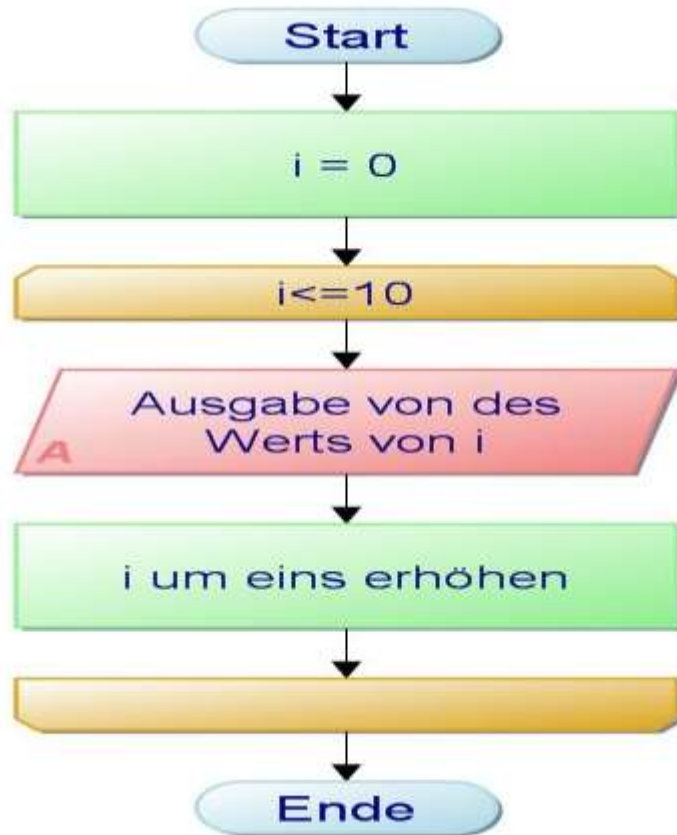 Start
i = 0
i<=10
Ausgabe von des
Werts von i
A
i um eins erhöhen
Ende